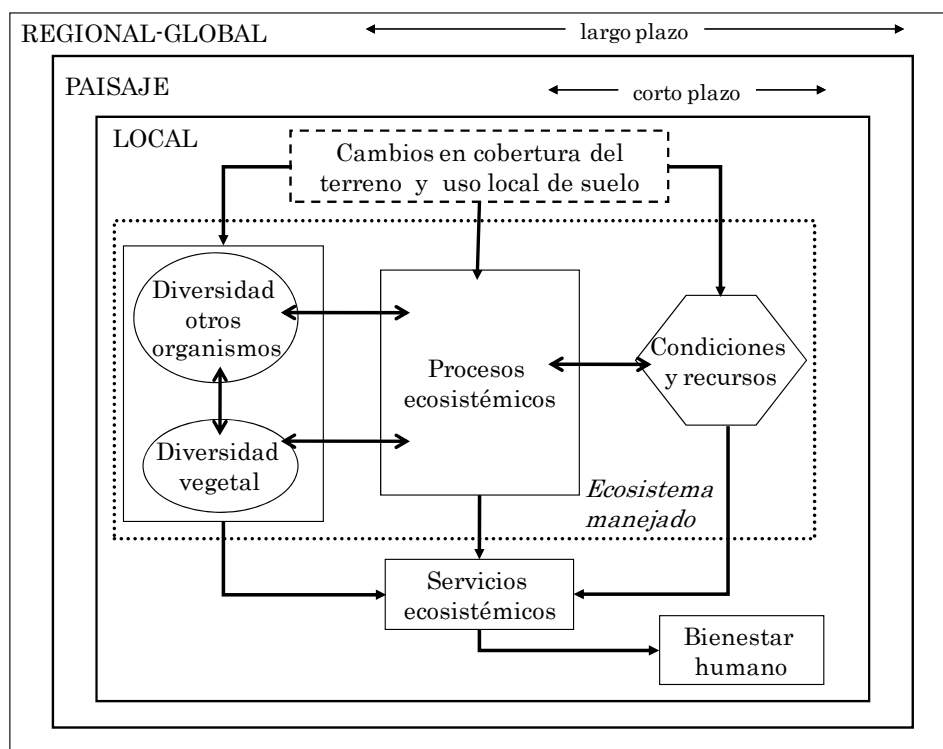 REGIONAL-GLOBAL
largo plazo
PAISAJE
corto plazo
LOCAL
Cambios en cobertura del
terreno y uso local de suelo
Diversidad
otros
organismos
Procesos
ecosistémicos
Condiciones
y recursos
Diversidad
vegetal
Ecosistema
manejado
Servicios
ecosistémicos
Bienestar
humano